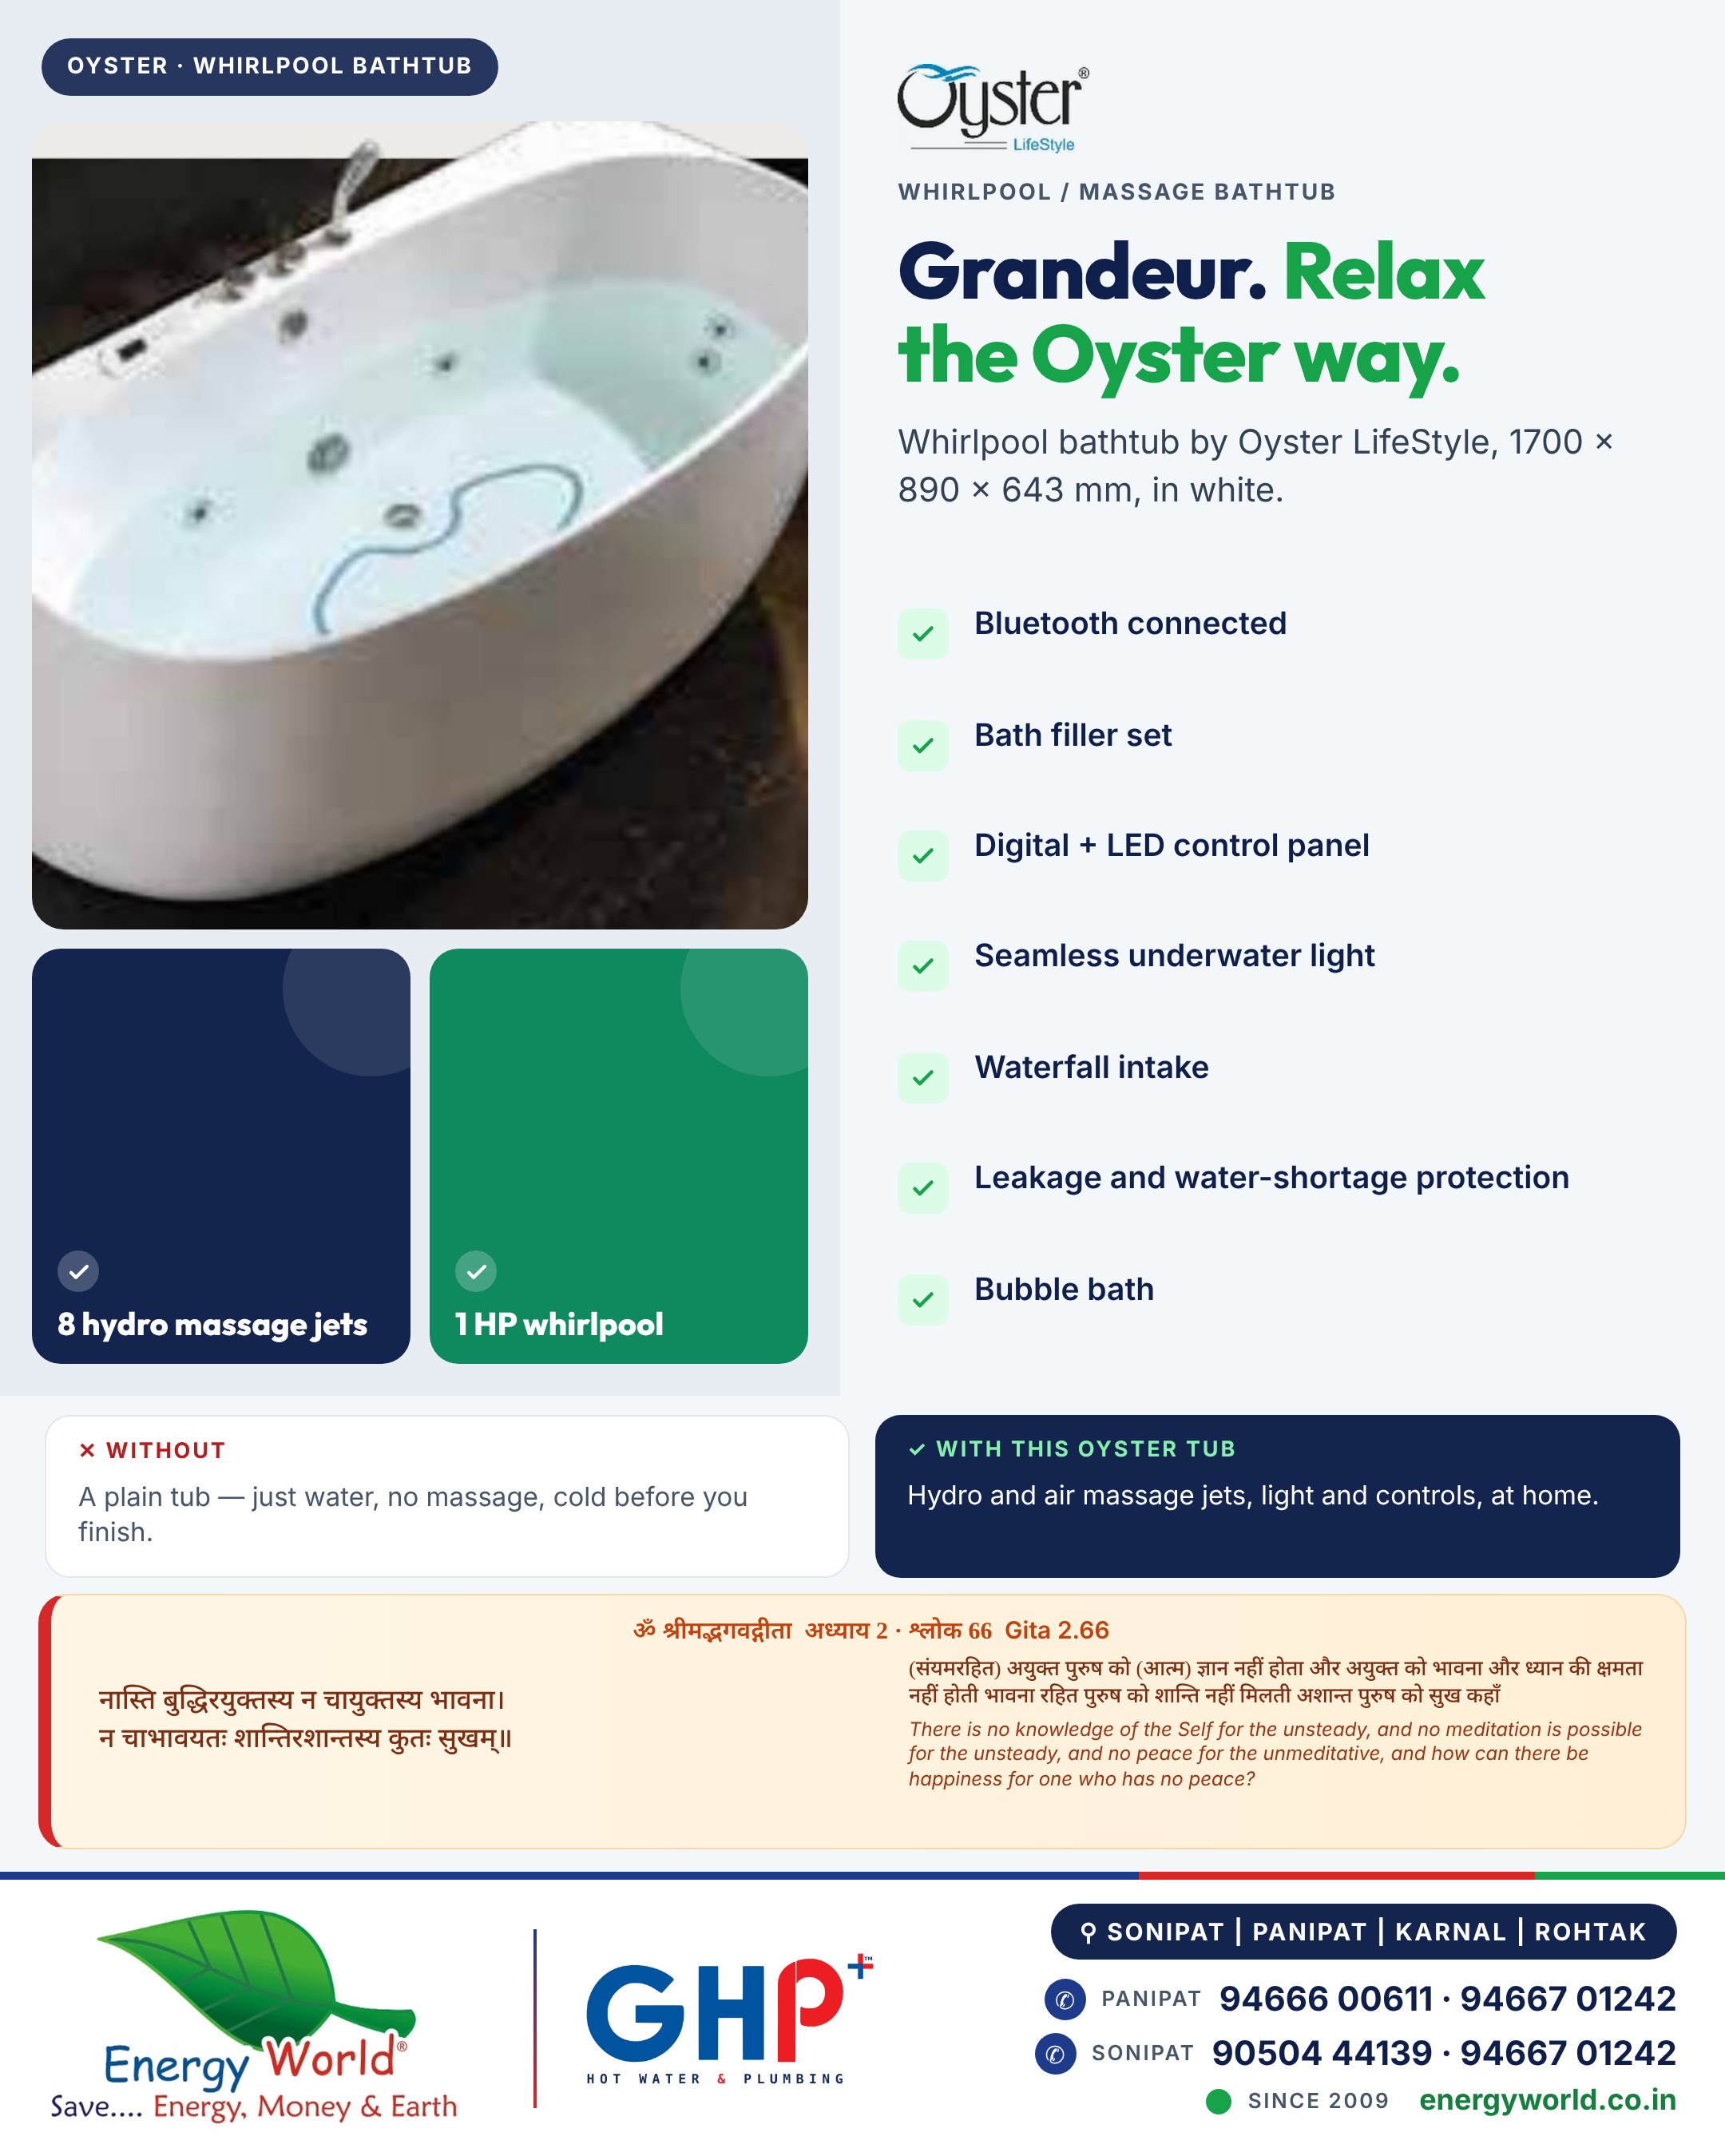 OYSTER · WHIRLPOOL BATHTUB
Oyster®
LifeStyle
WHIRLPOOL / MASSAGE BATHTUB
Grandeur. Relax
the Oyster way.
Whirlpool bathtub by Oyster LifeStyle, 1700 ×
890 × 643 mm, in white.
Bluetooth connected
Bath filler set
Digital + LED control panel
Seamless underwater light
Waterfall intake
Leakage and water-shortage protection
Bubble bath
8 hydro massage jets
1 HP whirlpool
✕ WITHOUT
A plain tub — just water, no massage, cold before you
finish.
✓ WITH THIS OYSTER TUB
Hydro and air massage jets, light and controls, at home.
ॐ श्रीमद्भगवद्गीता अध्याय 2 · श्लोक 66 Gita 2.66
नास्ति बुद्धिरयुक्तस्य न चायुक्तस्य भावना।
न चाभावयतः शान्तिरशान्तस्य कुतः सुखम्॥
(संयमरहित) अयुक्त पुरुष को (आत्म) ज्ञान नहीं होता और अयुक्त को भावना और ध्यान की क्षमता
नहीं होती भावना रहित पुरुष को शान्ति नहीं मिलती अशान्त पुरुष को सुख कहाँ
There is no knowledge of the Self for the unsteady, and no meditation is possible
for the unsteady, and no peace for the unmeditative, and how can there be
happiness for one who has no peace?
Energy World®
Save.... Energy, Money & Earth
GHP+™
HOT WATER & PLUMBING
SONIPAT | PANIPAT | KARNAL | ROHTAK
PANIPAT 94666 00611 · 94667 01242
SONIPAT 90504 44139 · 94667 01242
SINCE 2009 energyworld.co.in